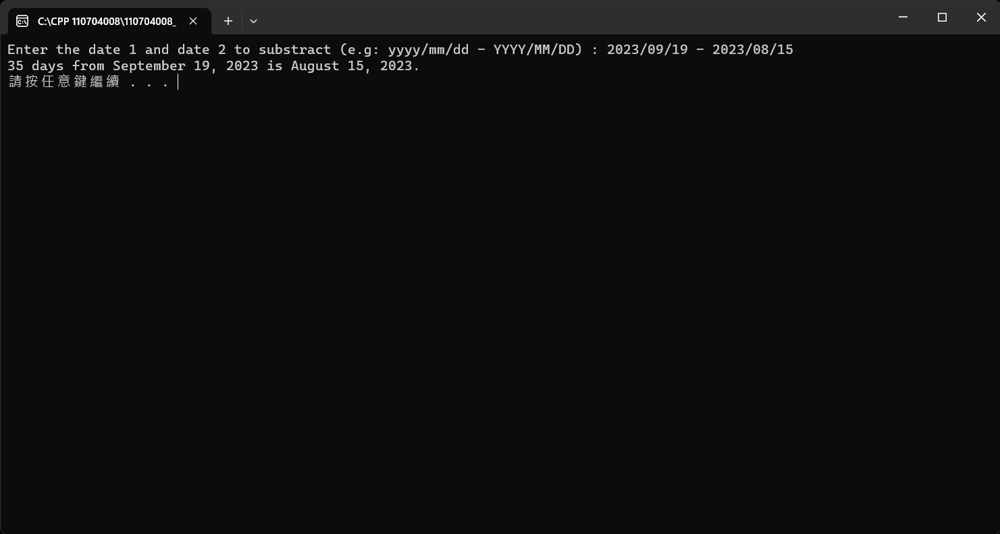 C:\CPP 110704008\110704008_
Enter the date 1 and date 2 to substract (e.g: yyyy/mm/dd - YYYY/MM/DD) : 2023/09/19 - 2023/08/15
35 days from September 19, 2023 is August 15, 2023.
請按任意鍵繼續 . . .